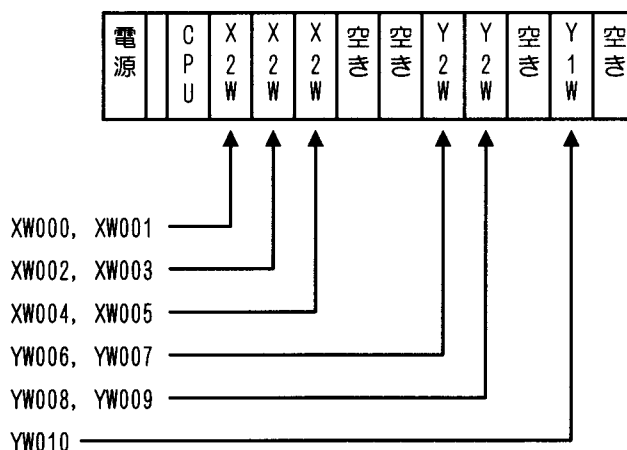 電源 CPU X2W X2W X2W 空き 空き Y2W Y2W 空き Y1W 空き
XW000, XW001
XW002, XW003
XW004, XW005
YW006, YW007
YW008, YW009
YW010